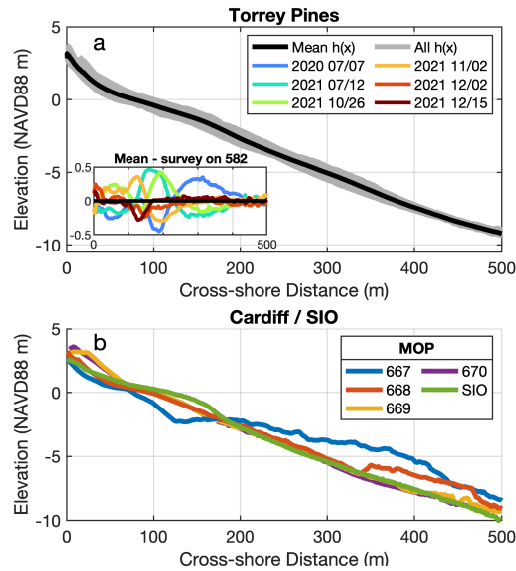 Torrey Pines
a
Mean h(x) All h(x)
2020 07/07 2021 11/02
2021 07/12 2021 12/02
2021 10/26 2021 12/15
Elevation (NAVD88 m)
5
0
-5
-10
Mean - survey on 582
0.5
0
-0.5
0 500
0 100 200 300 400 500
Cross-shore Distance (m)
Cardiff / SIO
b
MOP
667 670
668 SIO
669
Elevation (NAVD88 m)
5
0
-5
-10
0 100 200 300 400 500
Cross-shore Distance (m)